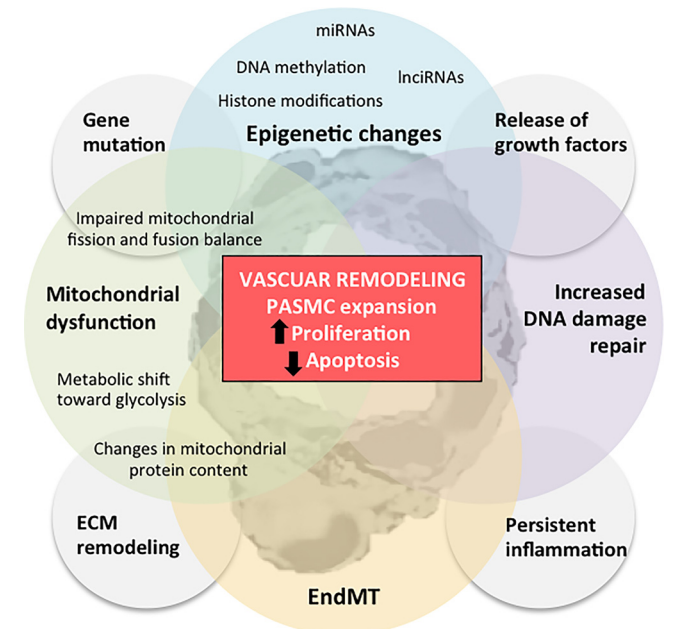 miRNAs
DNA methylation
lnciRNAs
Histone modifications
Epigenetic changes
Gene
mutation
Release of
growth factors
Impaired mitochondrial
fission and fusion balance
Mitochondrial
dysfunction
VASCUAR REMODELING
PASMC expansion
Proliferation
Apoptosis
Increased
DNA damage
repair
Metabolic shift
toward glycolysis
Changes in mitochondrial
protein content
ECM
remodeling
Persistent
inflammation
EndMT